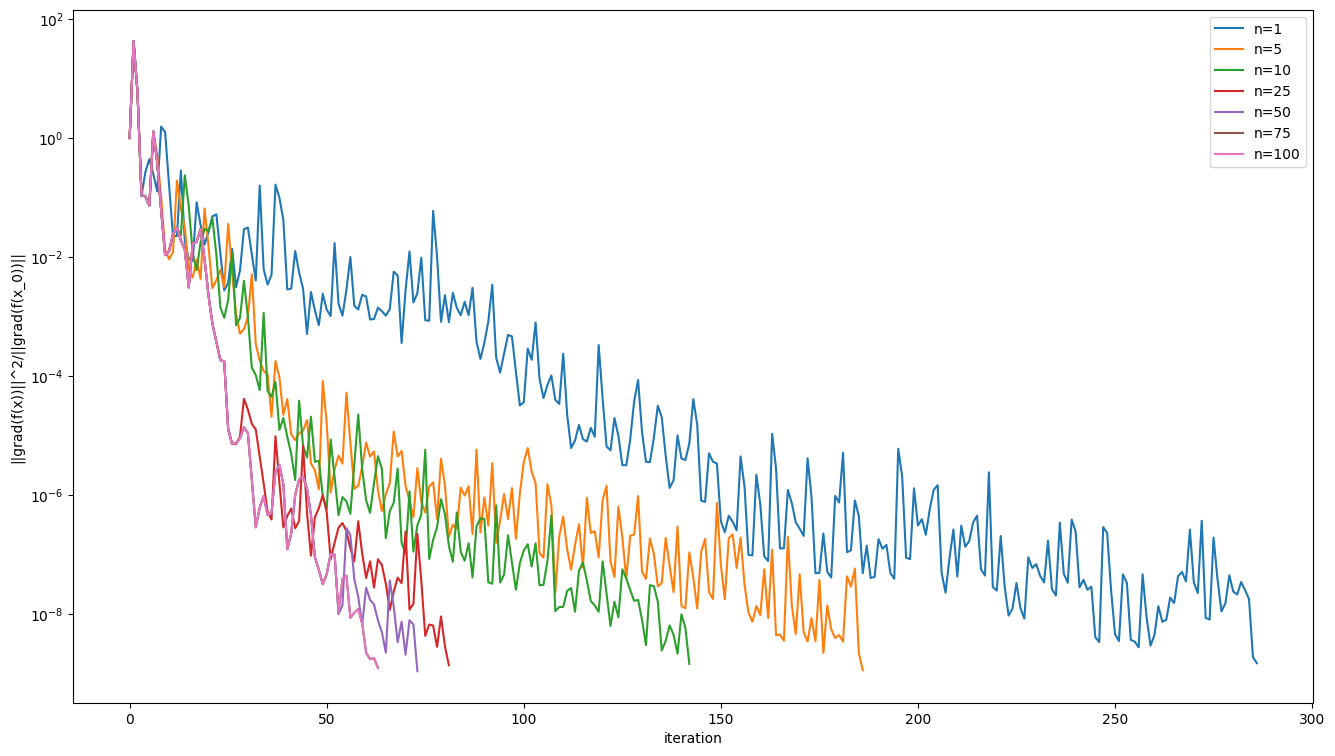 10^2
10^0
10^-2
10^-4
10^-6
10^-8
||grad(f(x))||^2/||grad(f(x_0))||
0 50 100 150 200 250 300
iteration
n=1
n=5
n=10
n=25
n=50
n=75
n=100